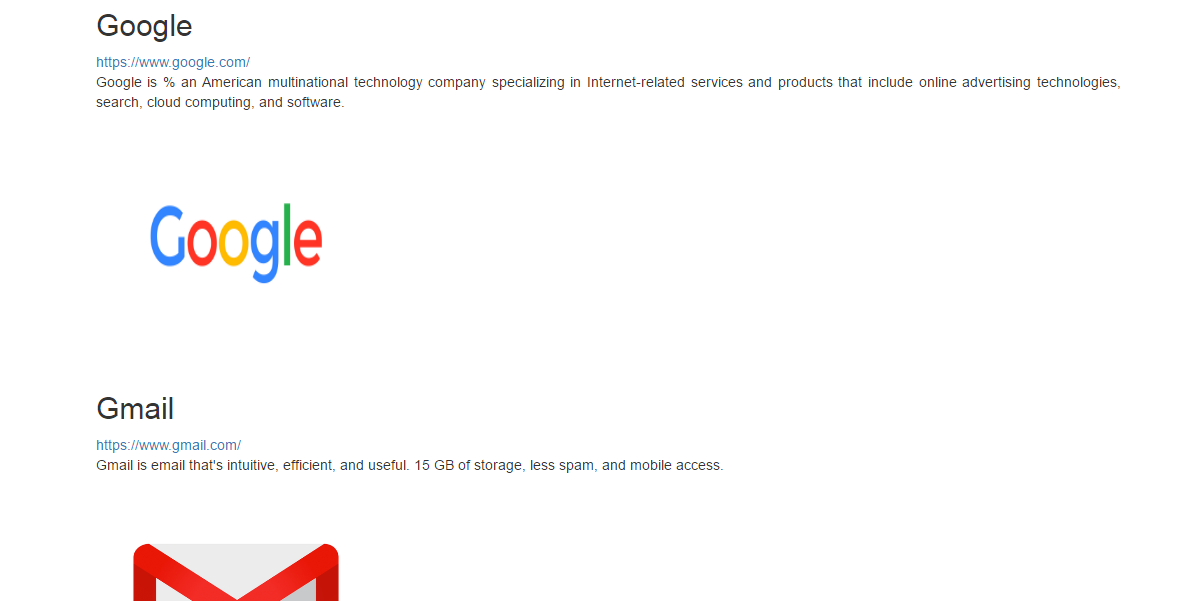 Google
https://www.google.com/
Google is % an American multinational technology company specializing in Internet-related services and products that include online advertising technologies,
search, cloud computing, and software.
Google
Gmail
https://www.gmail.com/
Gmail is email that's intuitive, efficient, and useful. 15 GB of storage, less spam, and mobile access.